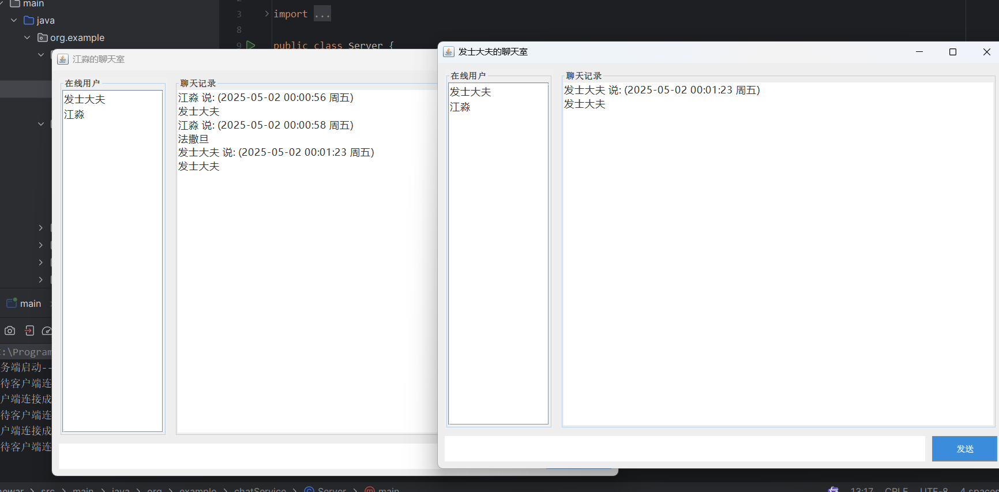 main
java
org.example
3
import ...
8
9
public class Server {
江淼的聊天室
在线用户
发士大夫
江淼
聊天记录
江淼 说: (2025-05-02 00:00:56 周五)
发士大夫
江淼 说: (2025-05-02 00:00:58 周五)
法撒旦
发士大夫 说: (2025-05-02 00:01:23 周五)
发士大夫
发士大夫的聊天室
在线用户
发士大夫
江淼
聊天记录
发士大夫 说: (2025-05-02 00:01:23 周五)
发士大夫
发送
main
:\Program
务端启动--
待客户端连
户端连接成
待客户端连
户端连接成
待客户端连
src > main > java > org > example > chatService > Server > main
13:17 CRLF UTF-8 4 spaces